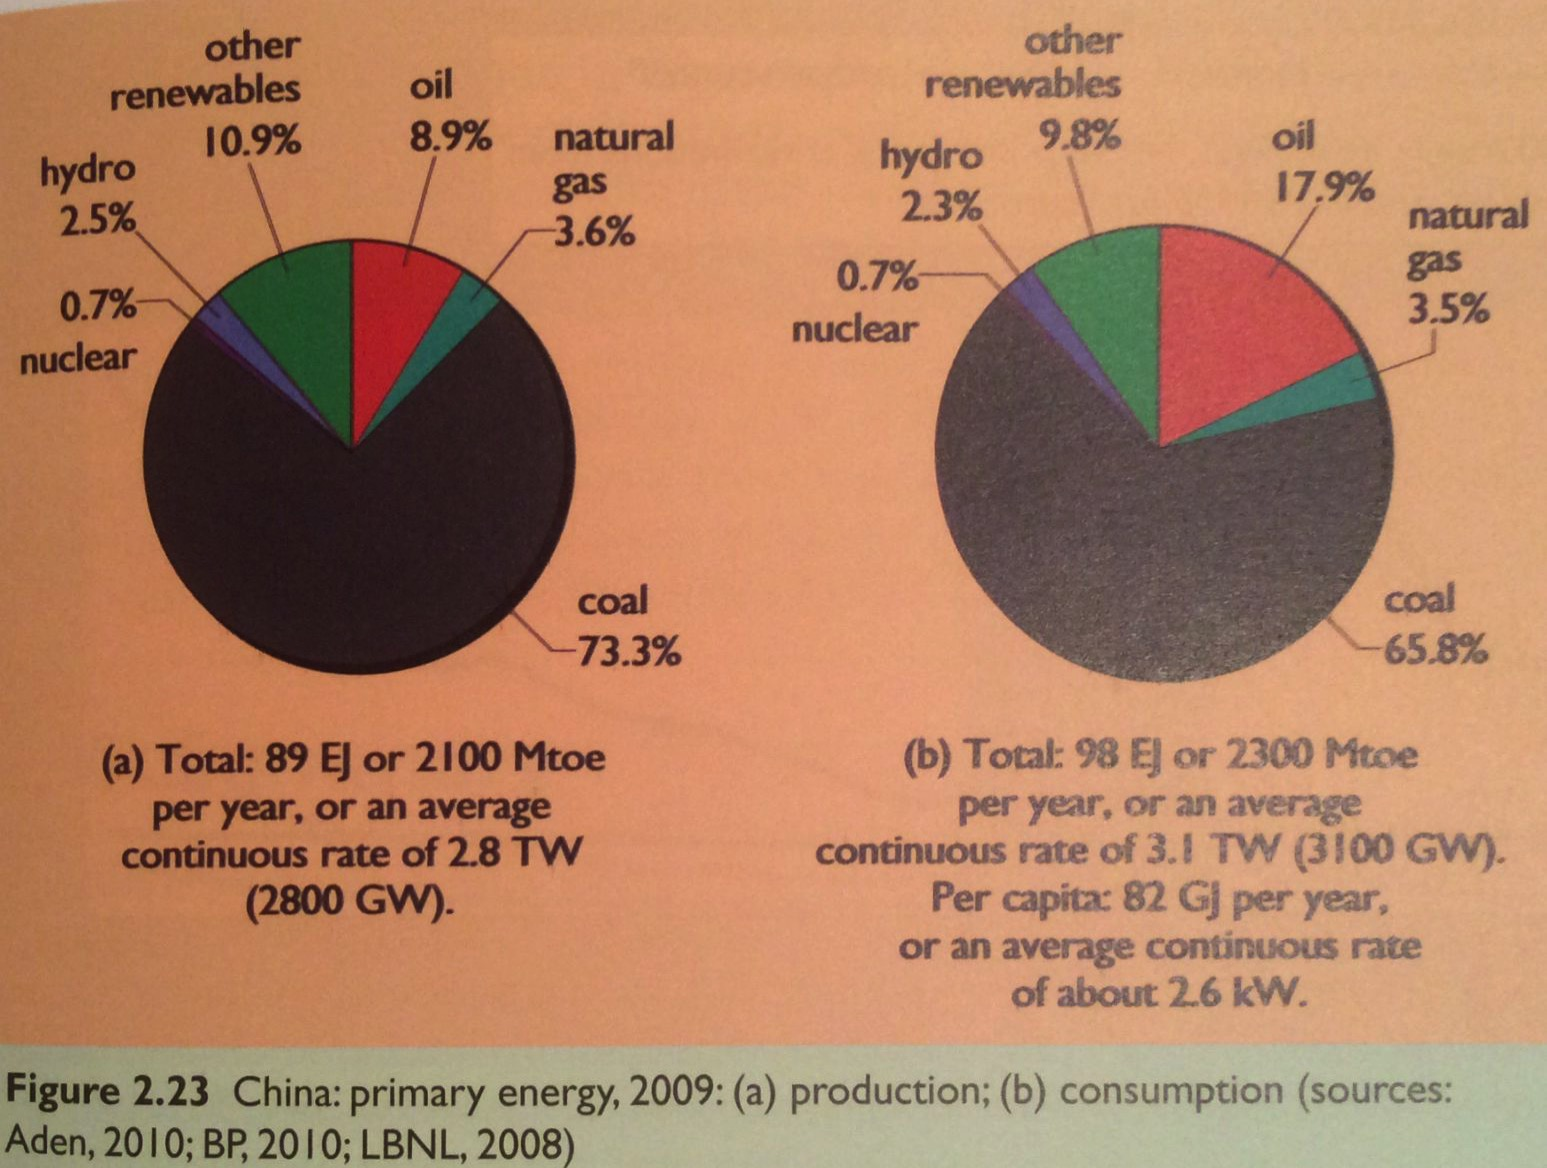 other
renewables
10.9%
oil
8.9%
natural
gas
3.6%
hydro
2.5%
0.7%
nuclear
coal
73.3%
(a) Total: 89 EJ or 2100 Mtoe
per year, or an average
continuous rate of 2.8 TW
(2800 GW).
other
renewables
9.8%
oil
17.9%
natural
gas
3.5%
hydro
2.3%
0.7%
nuclear
coal
65.8%
(b) Total: 98 EJ or 2300 Mtoe
per year, or an average
continuous rate of 3.1 TW (3100 GW).
Per capita: 82 GJ per year,
or an average continuous rate
of about 2.6 kW.
Figure 2.23 China: primary energy, 2009: (a) production; (b) consumption (sources:
Aden, 2010; BP, 2010; LBNL, 2008)